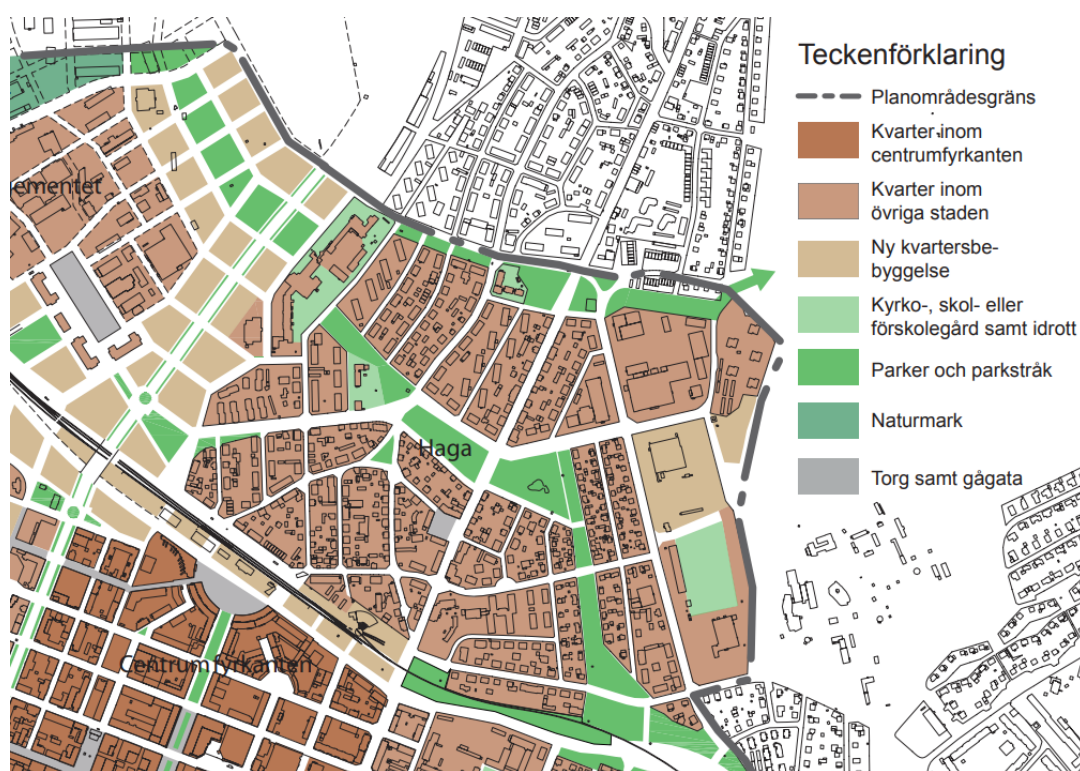 Teckenförklaring
Planområdesgräns
Kvarter inom
centrumfyrkanten
Kvarter inom
övriga staden
Ny kvartersbe-
byggelse
Kyrko-, skol- eller
förskolegård samt idrott
Parker och parkstråk
Naturmark
Torg samt gågata
ementet
Haga
Centrumfyrkanten